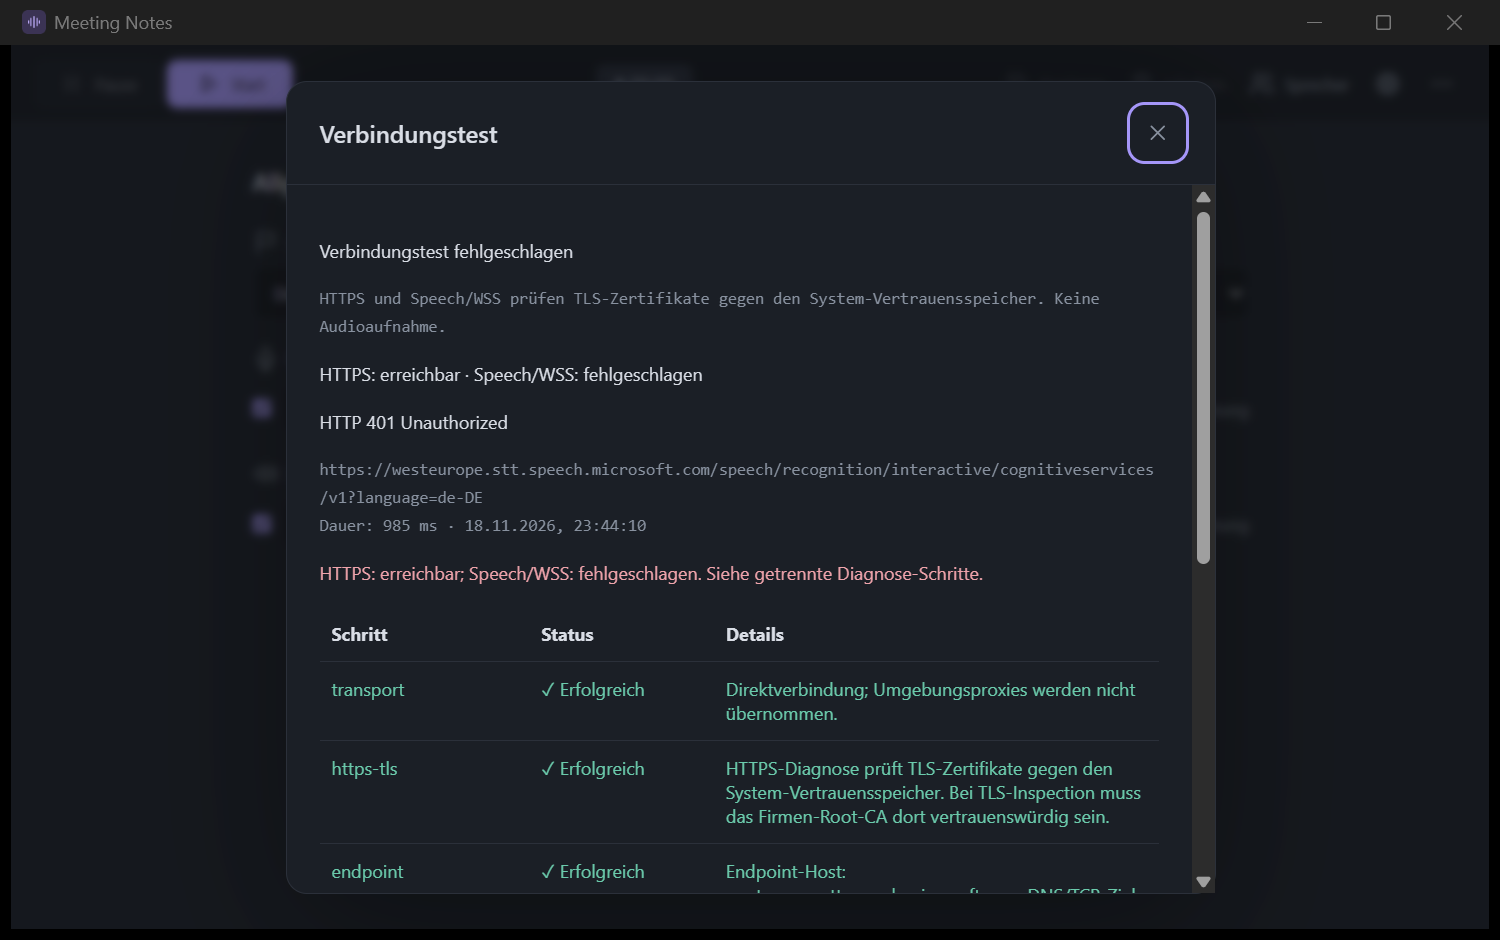 Meeting Notes
Verbindungstest
Verbindungstest fehlgeschlagen
HTTPS und Speech/WSS prüfen TLS-Zertifikate gegen den System-Vertrauensspeicher. Keine
Audioaufnahme.
HTTPS: erreichbar · Speech/WSS: fehlgeschlagen
HTTP 401 Unauthorized
https://westeurope.stt.speech.microsoft.com/speech/recognition/interactive/cognitiveservices
/v1?language=de-DE
Dauer: 985 ms · 18.11.2026, 23:44:10
HTTPS: erreichbar; Speech/WSS: fehlgeschlagen. Siehe getrennte Diagnose-Schritte.
Schritt Status Details
transport ✓ Erfolgreich Direktverbindung; Umgebungsproxies werden nicht
übernommen.
https-tls ✓ Erfolgreich HTTPS-Diagnose prüft TLS-Zertifikate gegen den
System-Vertrauensspeicher. Bei TLS-Inspection muss
das Firmen-Root-CA dort vertrauenswürdig sein.
endpoint ✓ Erfolgreich Endpoint-Host: